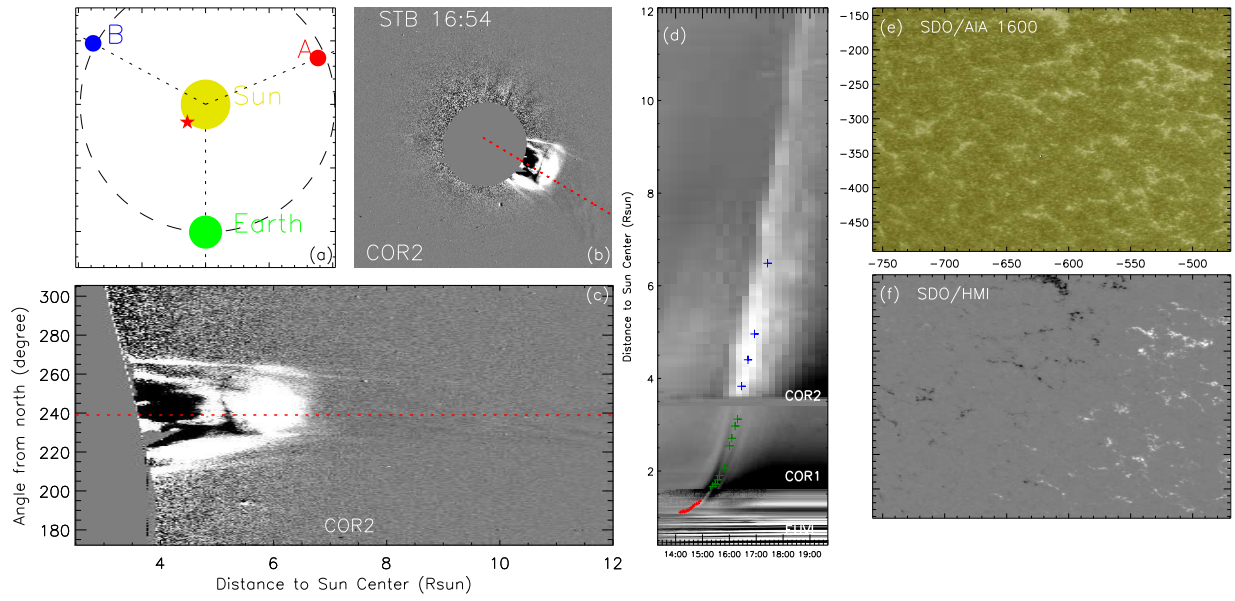 B
A
Sun
Earth
(a)
STB 16:54
COR2
(b)
(c)
300
280
260
240
220
200
180
Angle from north (degree)
COR2
4
6
8
10
12
Distance to Sun Center (Rsun)
(d)
12
10
8
6
4
2
Distance to Sun Center (Rsun)
COR2
COR1
EUVI
13:00 15:00 16:00 17:00 19:00
(e) SDO/AIA 1600
-150
-200
-250
-300
-350
-400
-450
-750
-700
-650
-600
-550
-500
(f) SDO/HMI